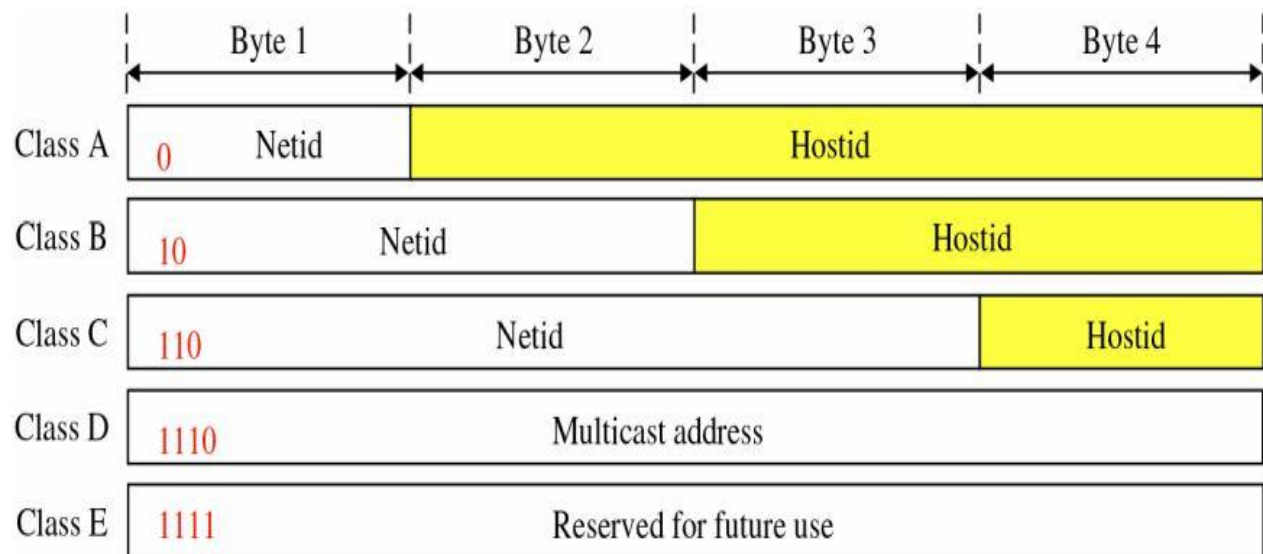 Byte 1 Byte 2 Byte 3 Byte 4
Class A 0 Netid Hostid
Class B 10 Netid Hostid
Class C 110 Netid Hostid
Class D 1110 Multicast address
Class E 1111 Reserved for future use